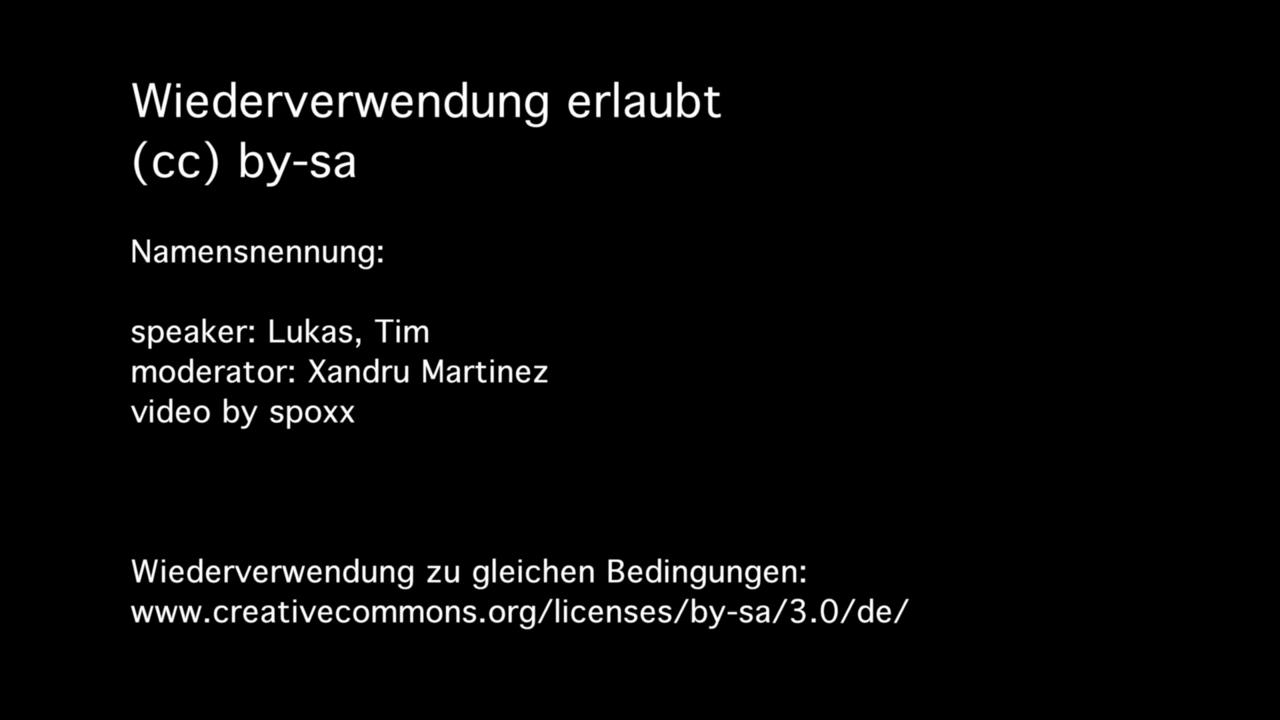 Wiederverwendung erlaubt
(cc) by-sa
Namensnennung:
speaker: Lukas, Tim
moderator: Xandru Martinez
video by spoxx
Wiederverwendung zu gleichen Bedingungen:
www.creativecommons.org/licenses/by-sa/3.0/de/